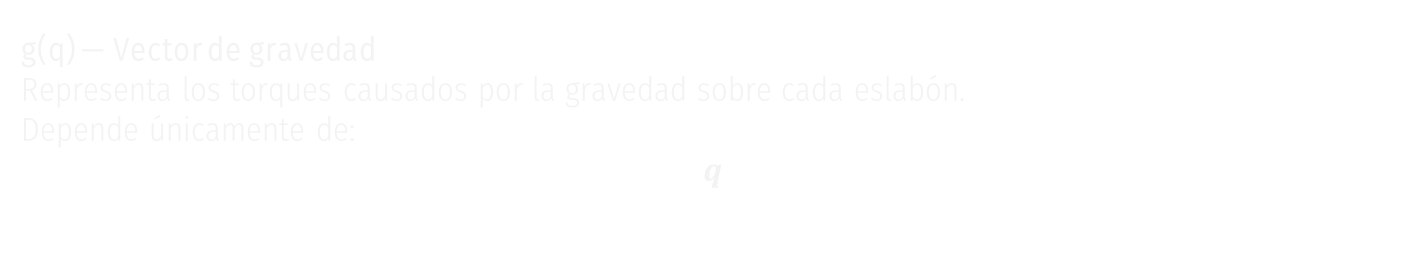 g(q) — Vector de gravedad
Representa los torques causados por la gravedad sobre cada eslabón.
Depende únicamente de:
q